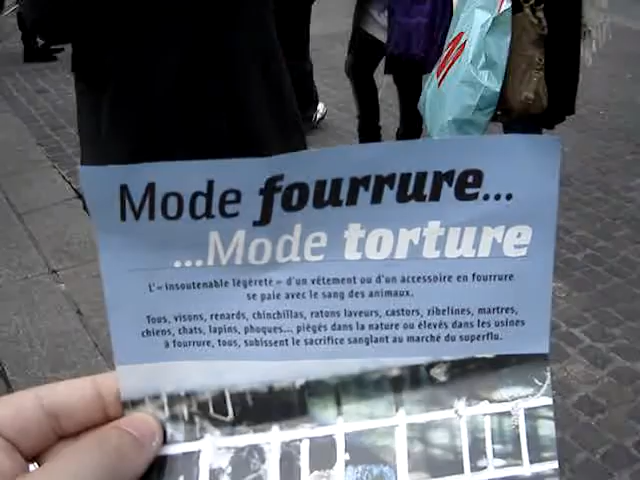 Mode fourrure...
...Mode torture
L'« insoutenable légèreté » d'un vêtement ou d'un accessoire en fourrure
se paie avec le sang des animaux.
Tous, visons, renards, chinchillas, ratons laveurs, castors, zibelines, martres,
chiens, chats, lapins, phoques... piégés dans la nature ou élevés dans les usines
à fourrure, tous, subissent le sacrifice sanglant au marché du superflu.